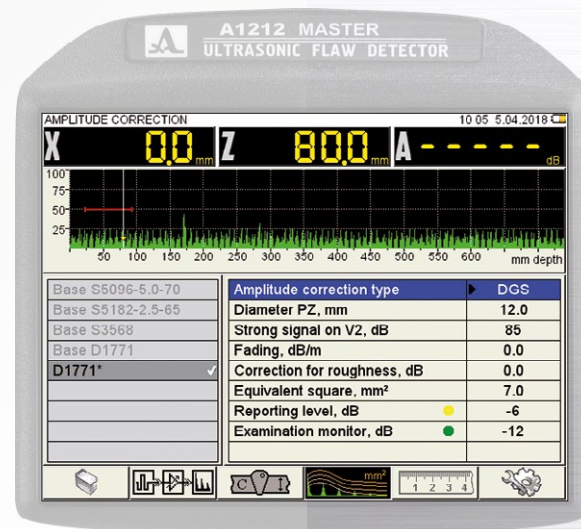 A1212 MASTER
ULTRASONIC FLAW DETECTOR
AMPLITUDE CORRECTION 10 05 5.04.2018
X 0.0 mm Z 80.0 mm A ----- dB
100
75
50
25
50 100 150 200 250 300 350 400 450 500 550 600 mm depth
Base S5096-5.0-70 Amplitude correction type DGS
Base S5182-2.5-65 Diameter PZ, mm 12.0
Base S3568 Strong signal on V2, dB 85
Base D1771 Fading, dB/m 0.0
D1771* Correction for roughness, dB 0.0
Equivalent square, mm² 7.0
Reporting level, dB -6
Examination monitor, dB -12
C I mm² 1 2 3 4